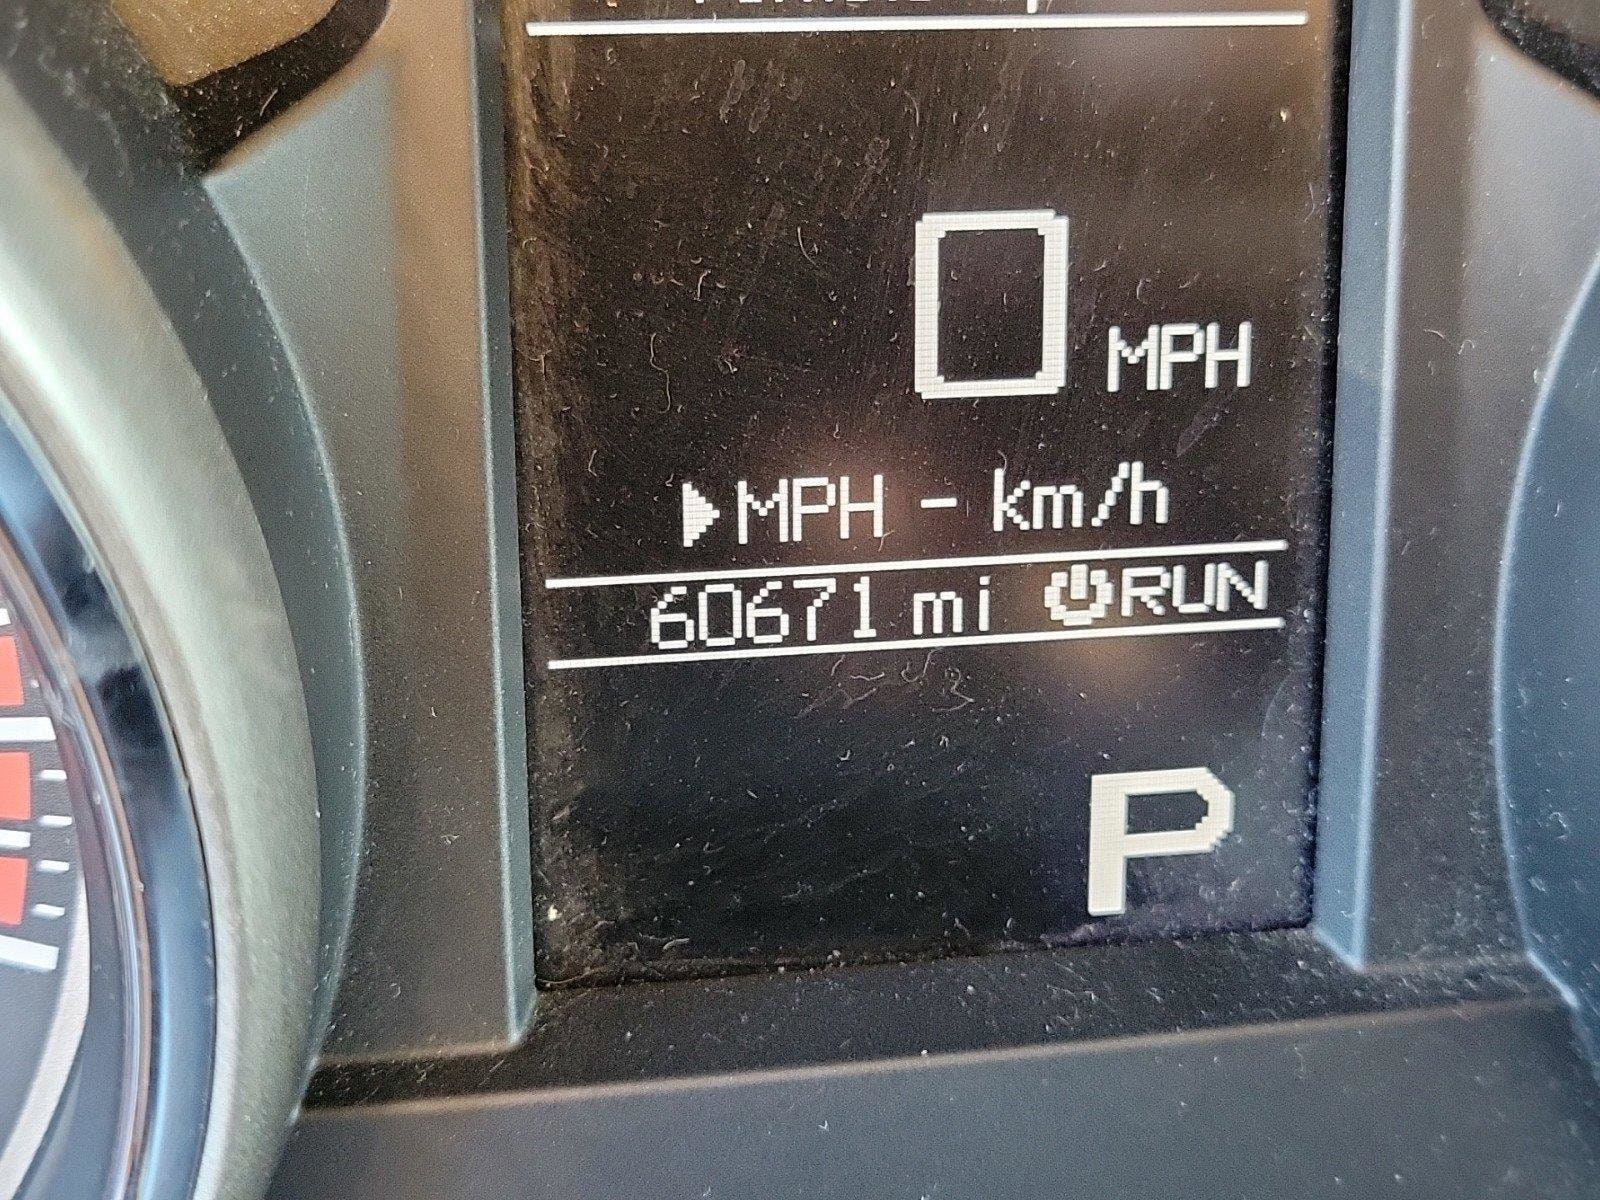 0 MPH
▶MPH - km/h
60671 mi RUN
P